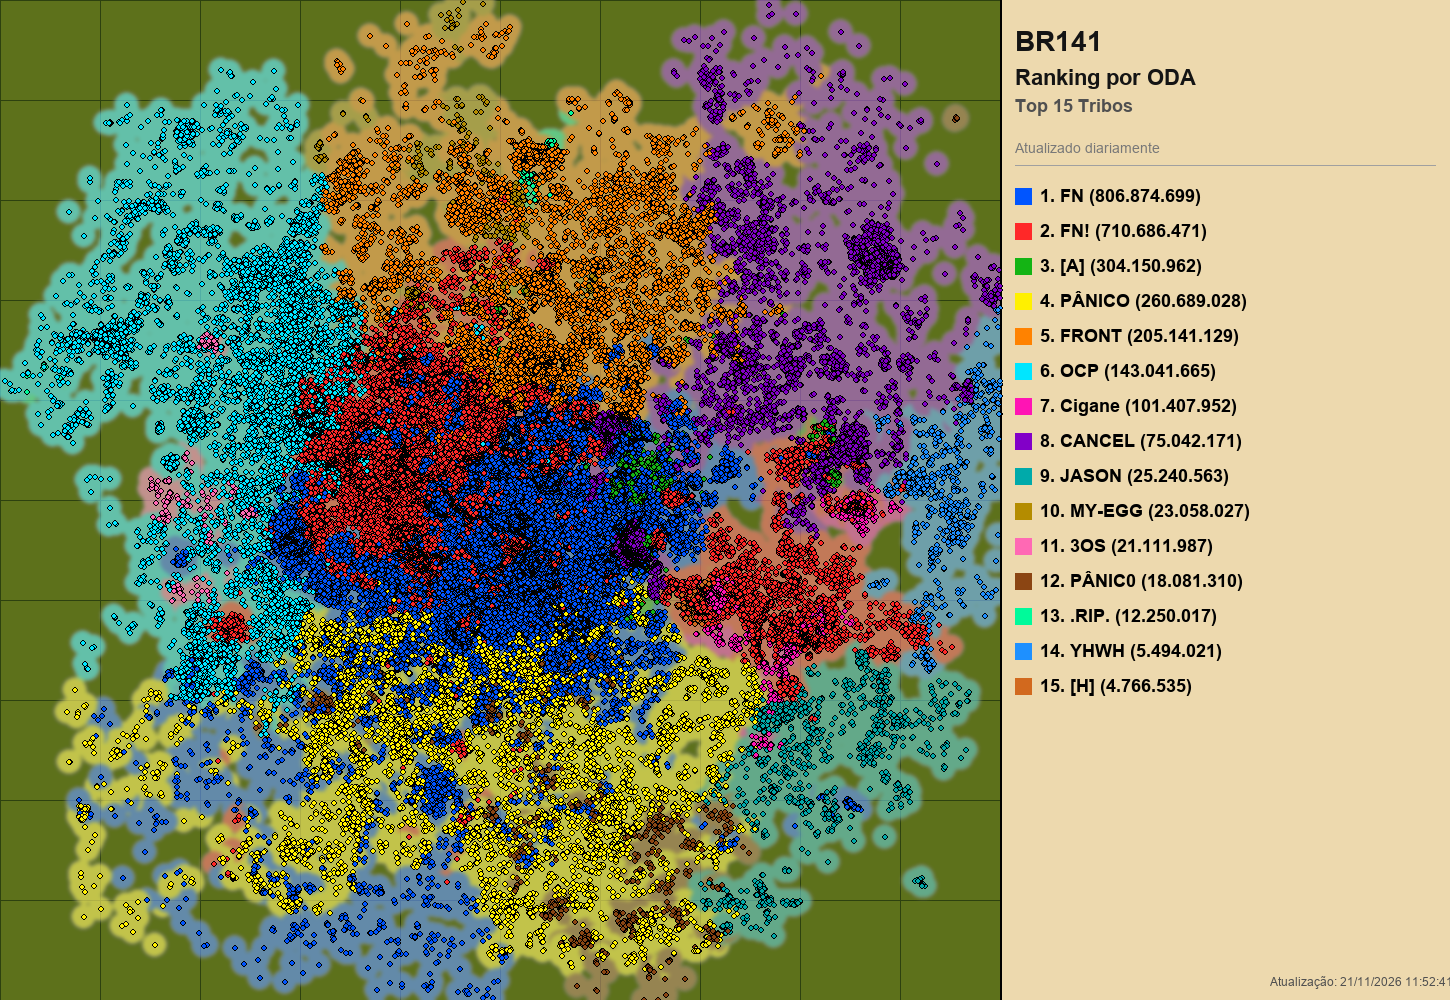 BR141
Ranking por ODA
Top 15 Tribos
Atualizado diariamente
1. FN (806.874.699)
2. FN! (710.686.471)
3. [A] (304.150.962)
4. PÂNICO (260.689.028)
5. FRONT (205.141.129)
6. OCP (143.041.665)
7. Cigane (101.407.952)
8. CANCEL (75.042.171)
9. JASON (25.240.563)
10. MY-EGG (23.058.027)
11. 3OS (21.111.987)
12. PÂNIC0 (18.081.310)
13. .RIP. (12.250.017)
14. YHWH (5.494.021)
15. [H] (4.766.535)
Atualização: 21/11/2026 11:52:41